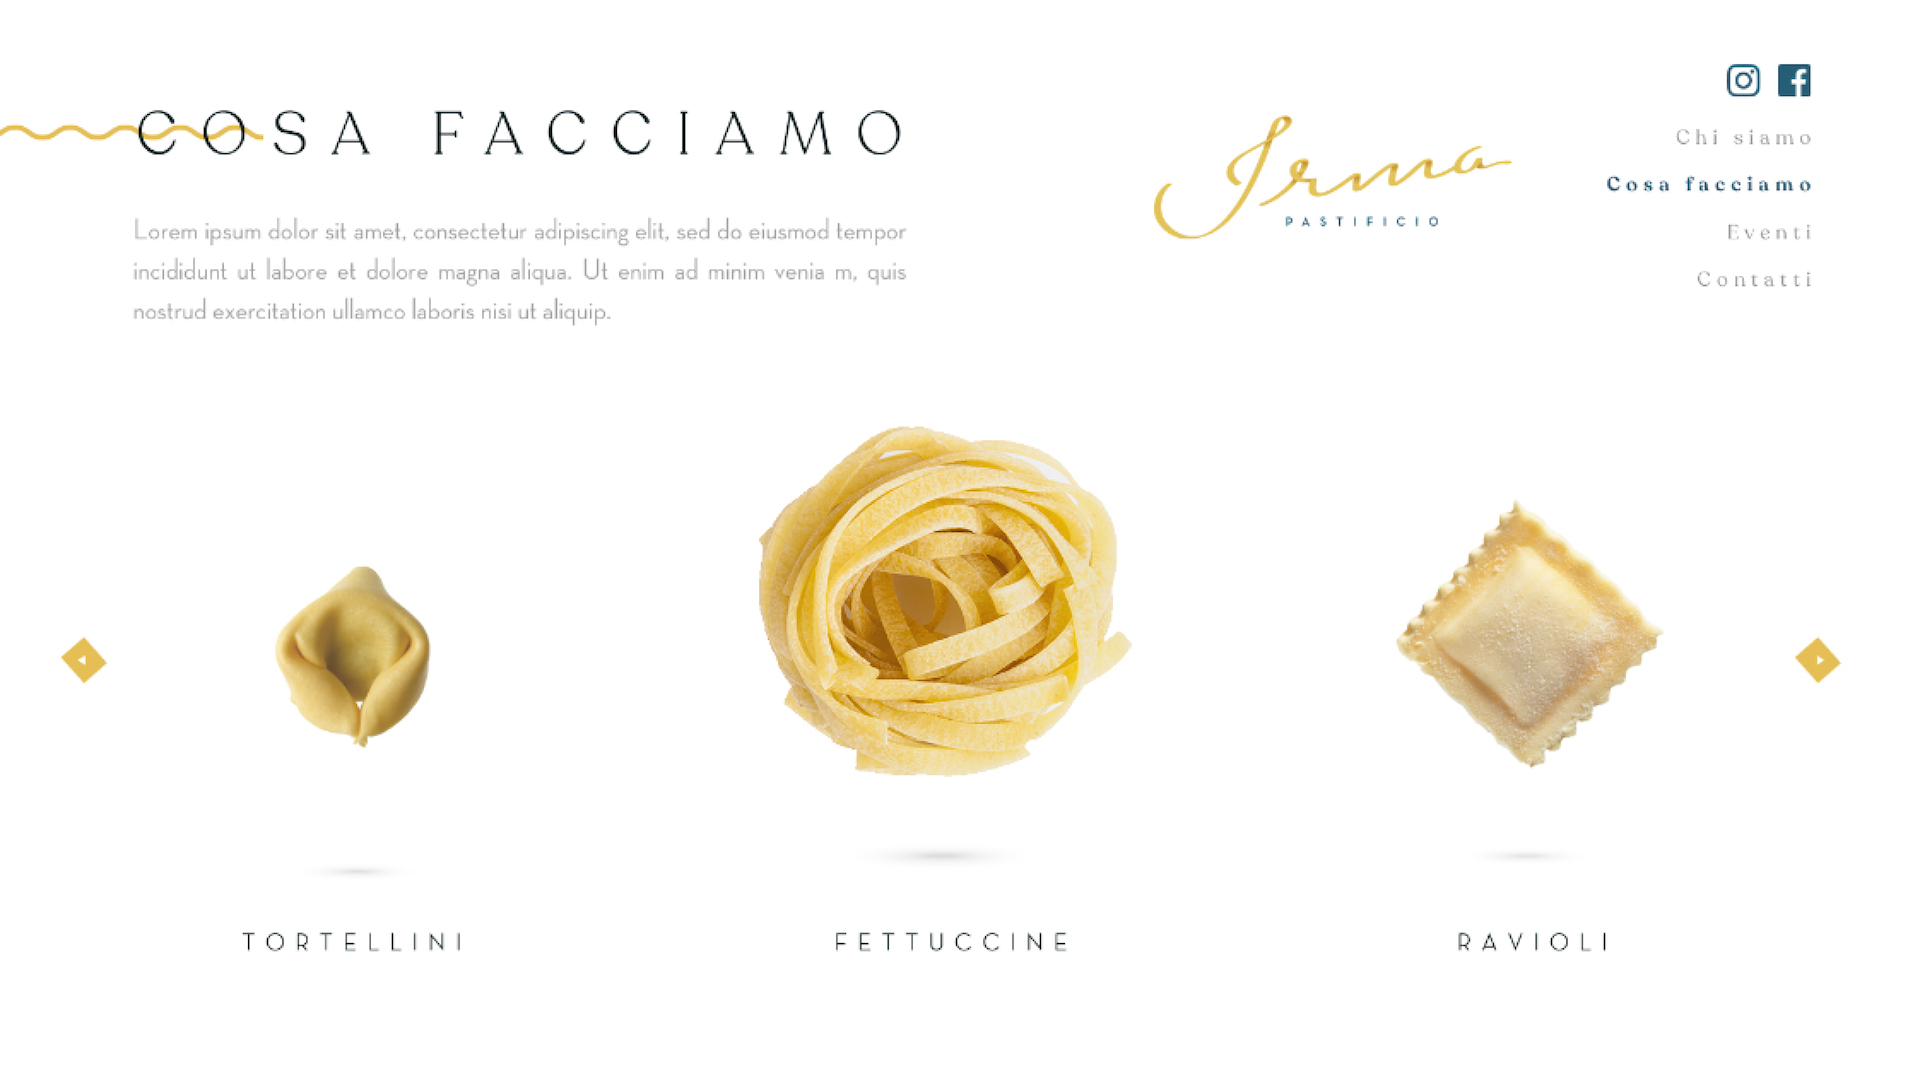 COSA FACCIAMO
Lorem ipsum dolor sit amet, consectetur adipiscing elit, sed do eiusmod tempor
incididunt ut labore et dolore magna aliqua. Ut enim ad minim venia m, quis
nostrud exercitation ullamco laboris nisi ut aliquip.
Irma
PASTIFICIO
Chi siamo
Cosa facciamo
Eventi
Contatti
TORTELLINI
FETTUCCINE
RAVIOLI